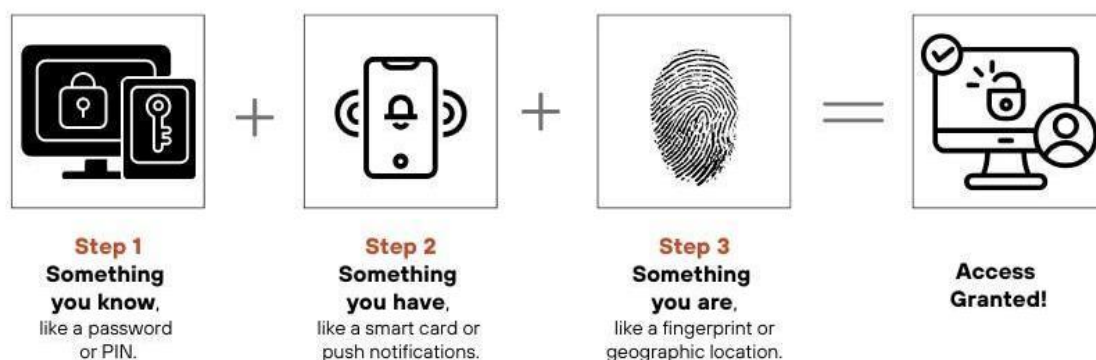 Step 1
Something
you know,
like a password
or PIN.
Step 2
Something
you have,
like a smart card or
push notifications.
Step 3
Something
you are,
like a fingerprint or
geographic location.
Access
Granted!